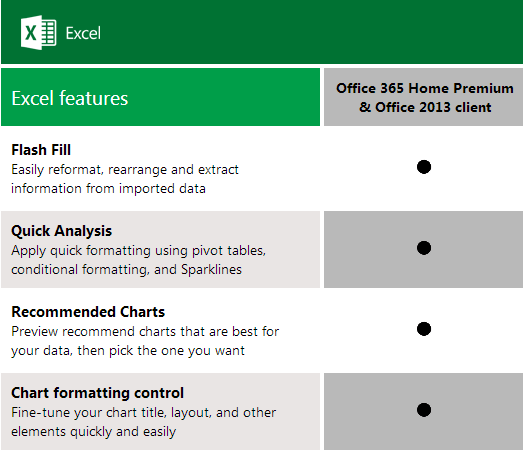 Excel
Excel features
Office 365 Home Premium
& Office 2013 client
Flash Fill
Easily reformat, rearrange and extract
information from imported data
Quick Analysis
Apply quick formatting using pivot tables,
conditional formatting, and Sparklines
Recommended Charts
Preview recommend charts that are best for
your data, then pick the one you want
Chart formatting control
Fine-tune your chart title, layout, and other
elements quickly and easily